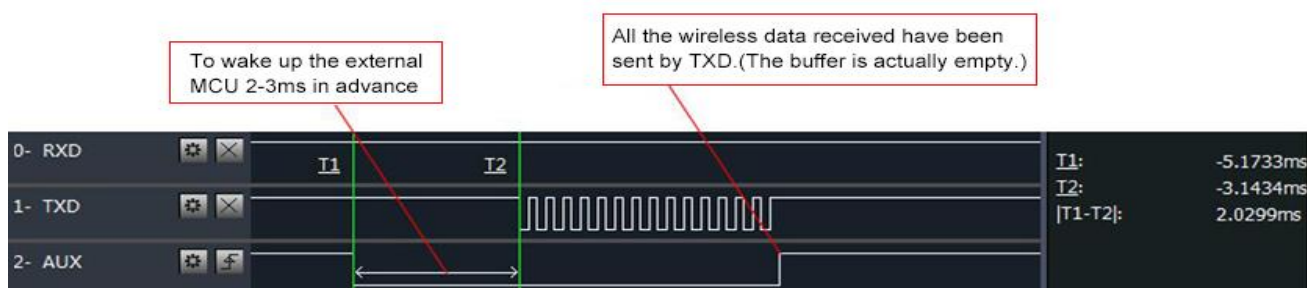 To wake up the external
MCU 2-3ms in advance
All the wireless data received have been
sent by TXD.(The buffer is actually empty.)
0- RXD
T1
T2
1- TXD
2- AUX
T1: -5.1733ms
T2: -3.1434ms
|T1-T2|: 2.0299ms